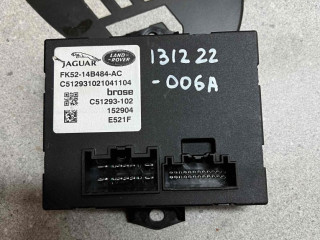 JAGUAR
LAND-
ROVER
FK52-14B484-AC
C512931021041104
brose
C51293-102
152904
E521F
131222
-006A